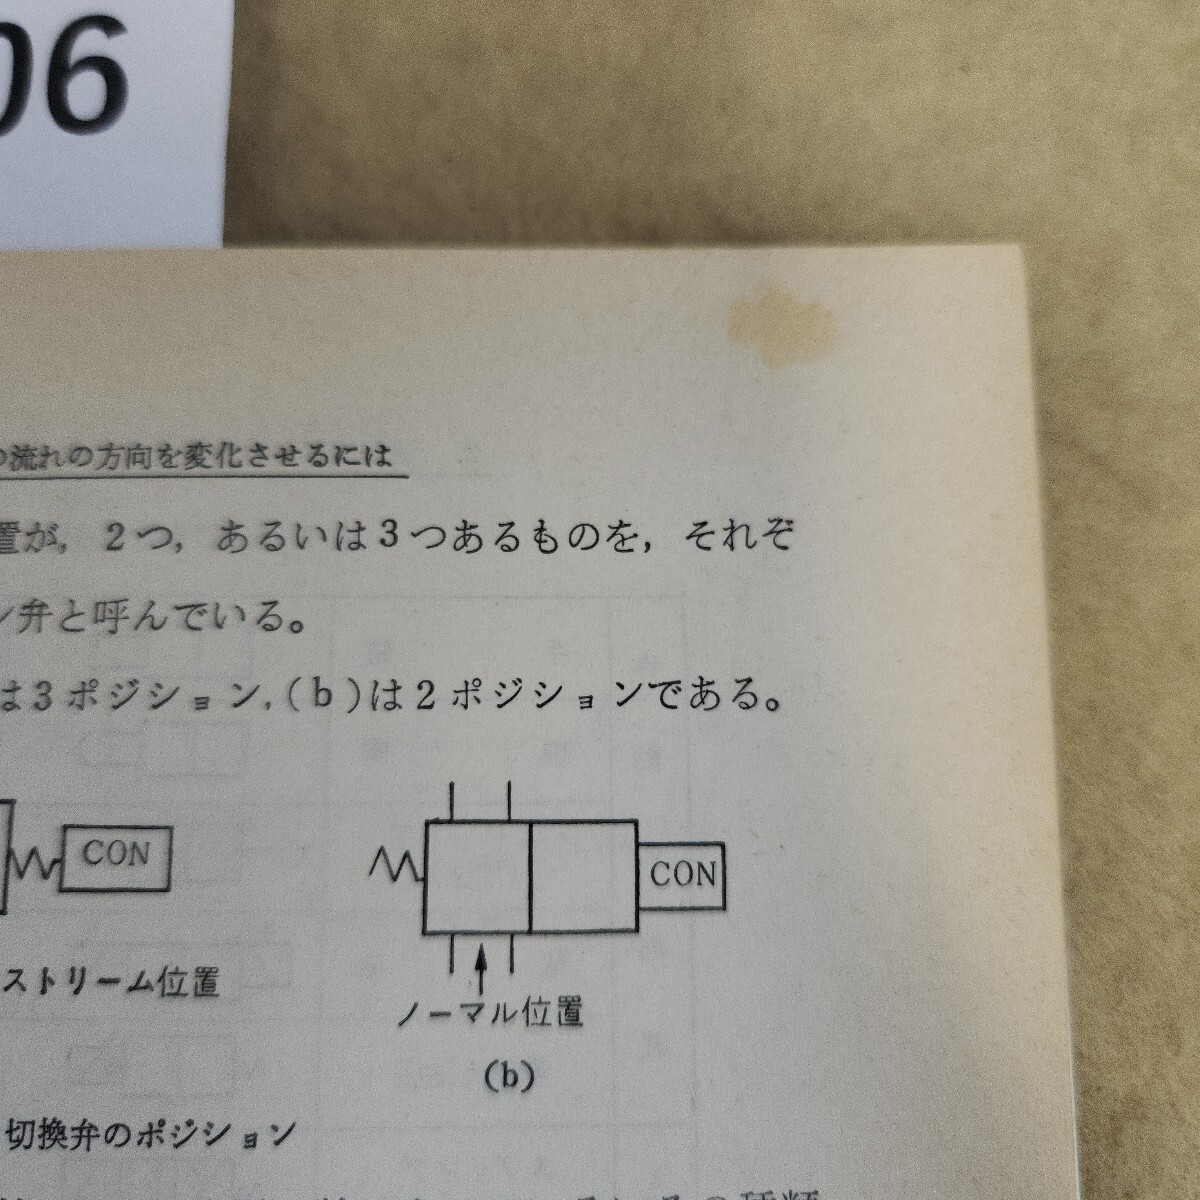 06
流れの方向を変化させるには
置が，2つ，あるいは3つあるものを，それぞ
ン弁と呼んでいる。
は3ポジション，(b)は2ポジションである。
CON
CON
ストリーム位置
ノーマル位置
(b)
切換弁のポジション